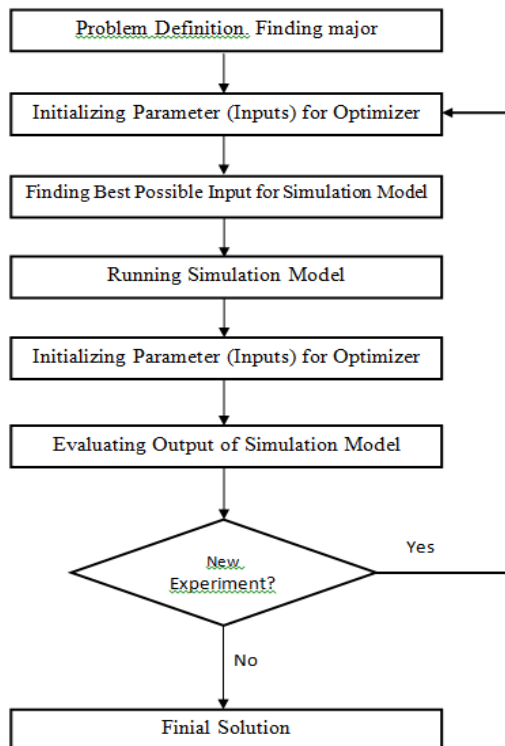 Problem Definition. Finding major
Initializing Parameter (Inputs) for Optimizer
Finding Best Possible Input for Simulation Model
Running Simulation Model
Initializing Parameter (Inputs) for Optimizer
Evaluating Output of Simulation Model
New
Experiment?
Yes
No
Finial Solution